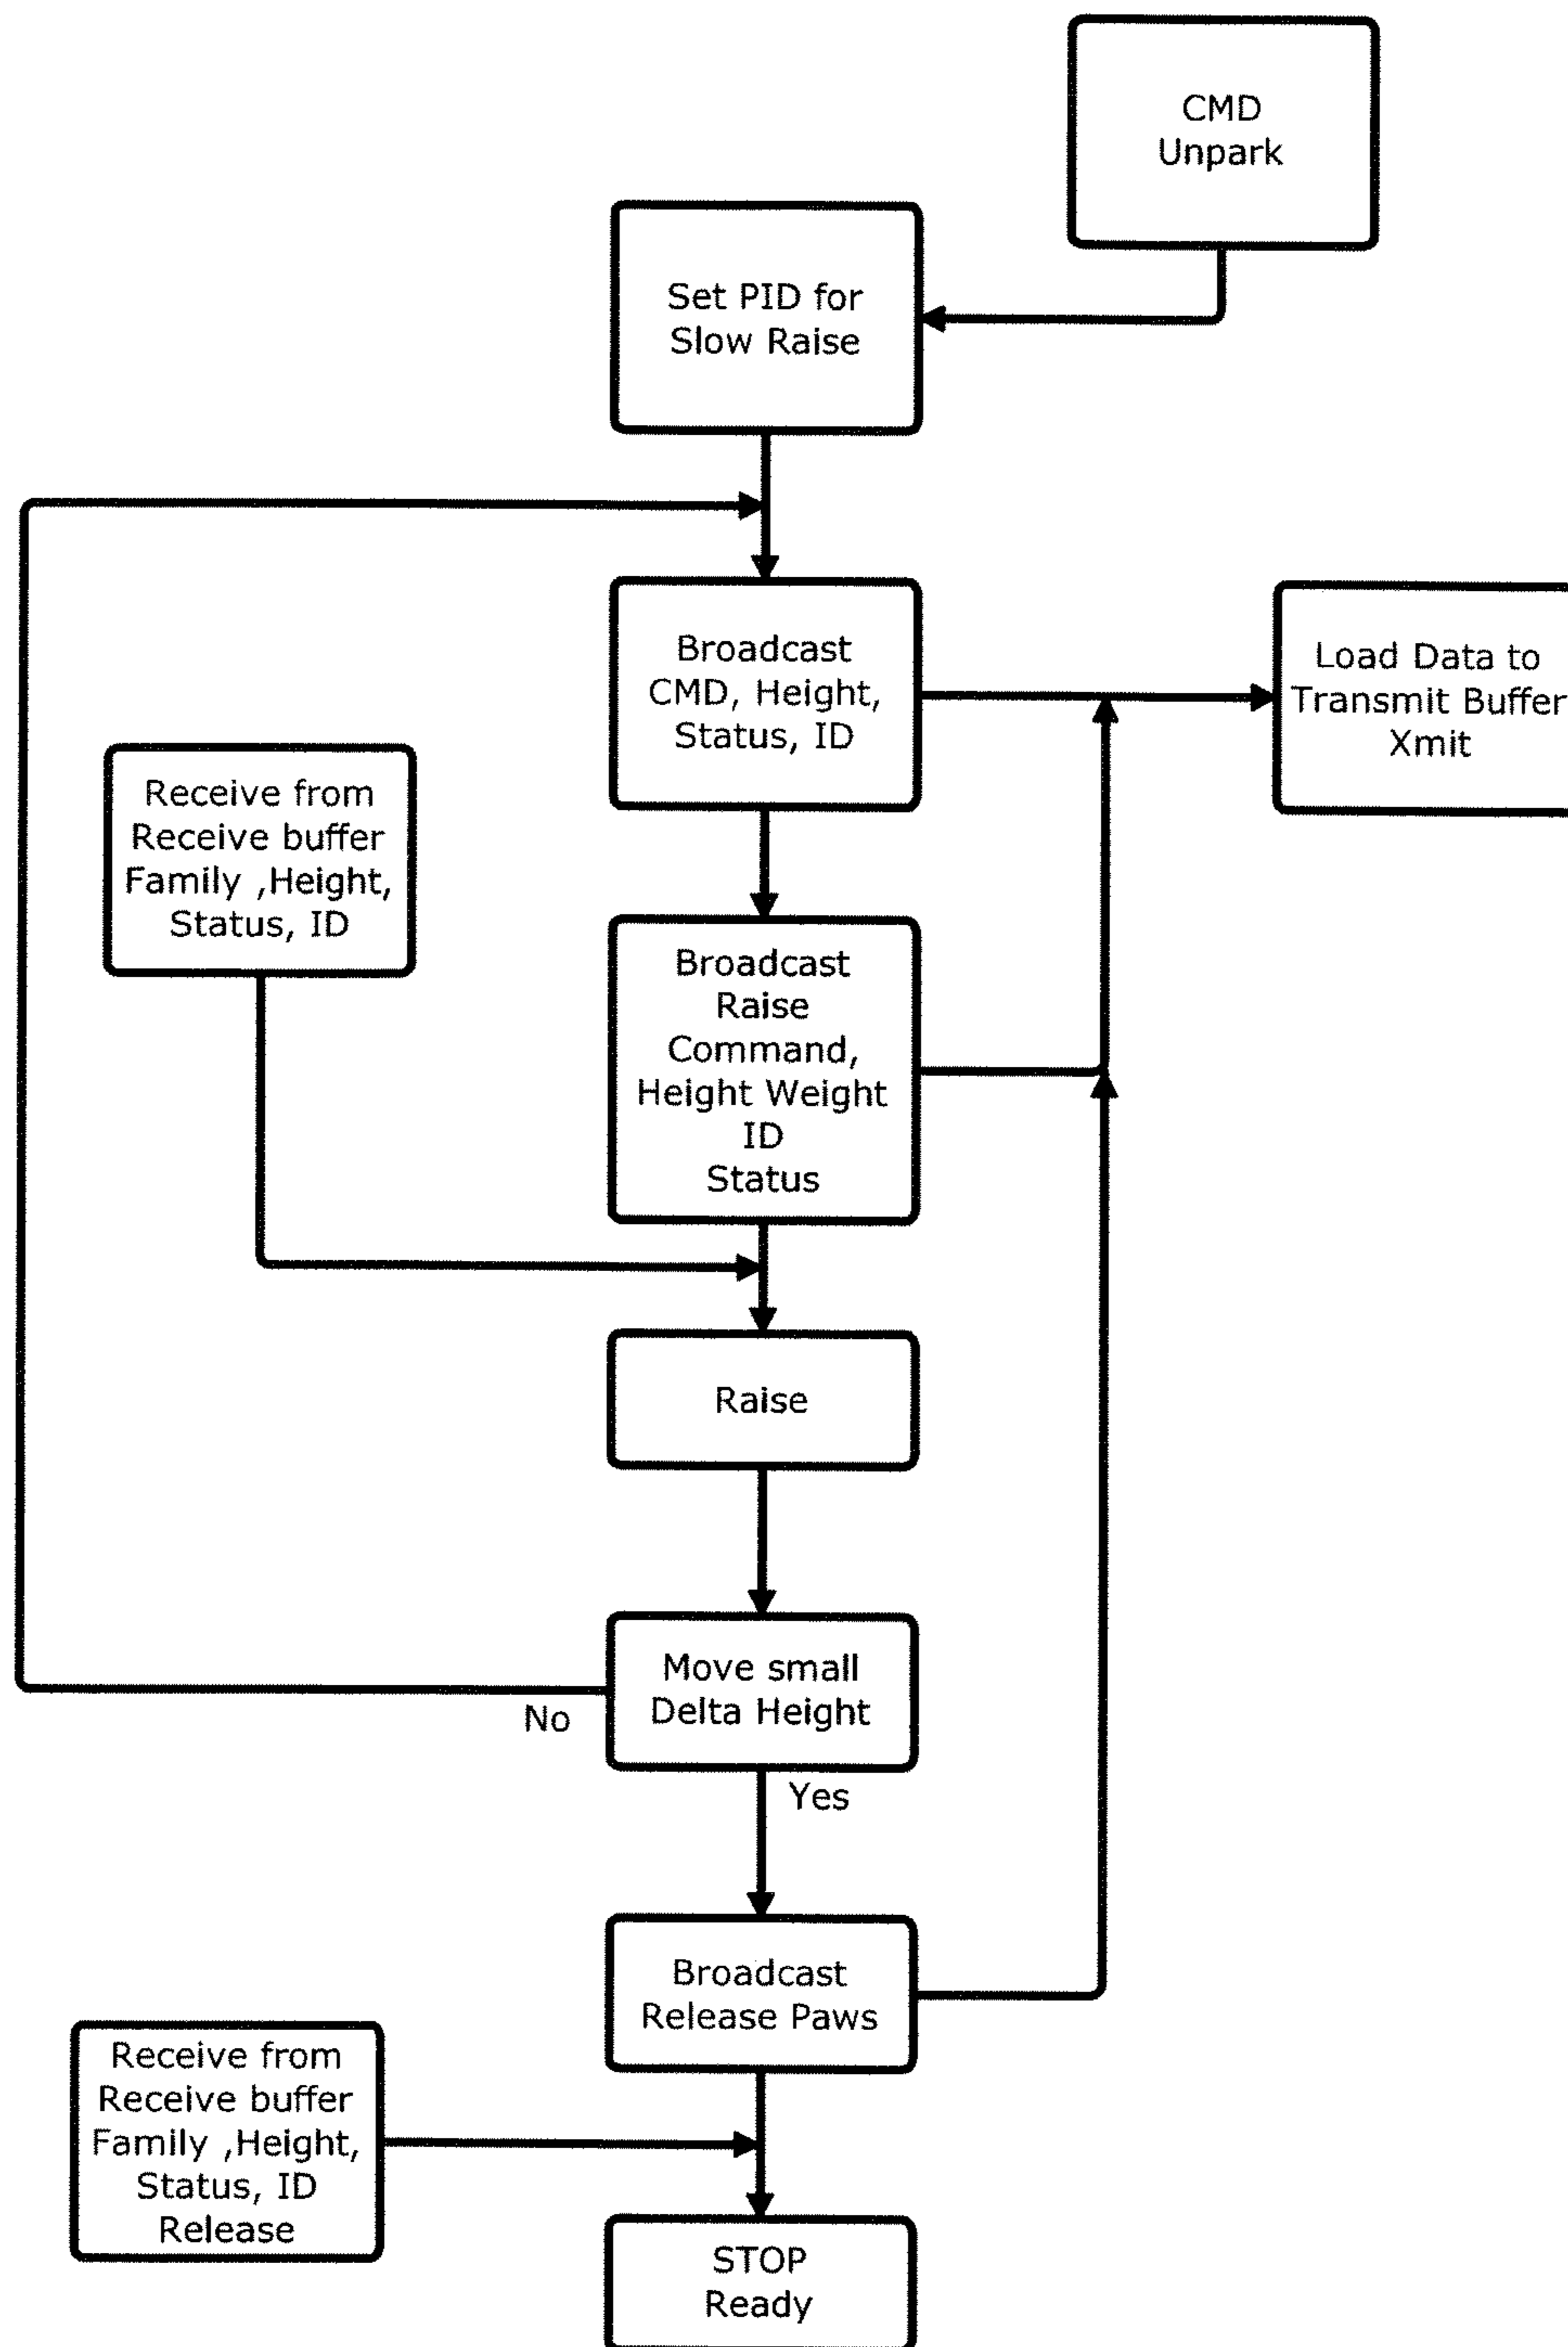 CMD
Unpark
Set PID for
Slow Raise
Broadcast
CMD, Height,
Status, ID
Load Data to
Transmit Buffer
Xmit
Receive from
Receive buffer
Family ,Height,
Status, ID
Broadcast
Raise
Command,
Height Weight
ID
Status
Raise
Move small
Delta Height
No
Yes
Broadcast
Release Paws
Receive from
Receive buffer
Family ,Height,
Status, ID
Release
STOP
Ready